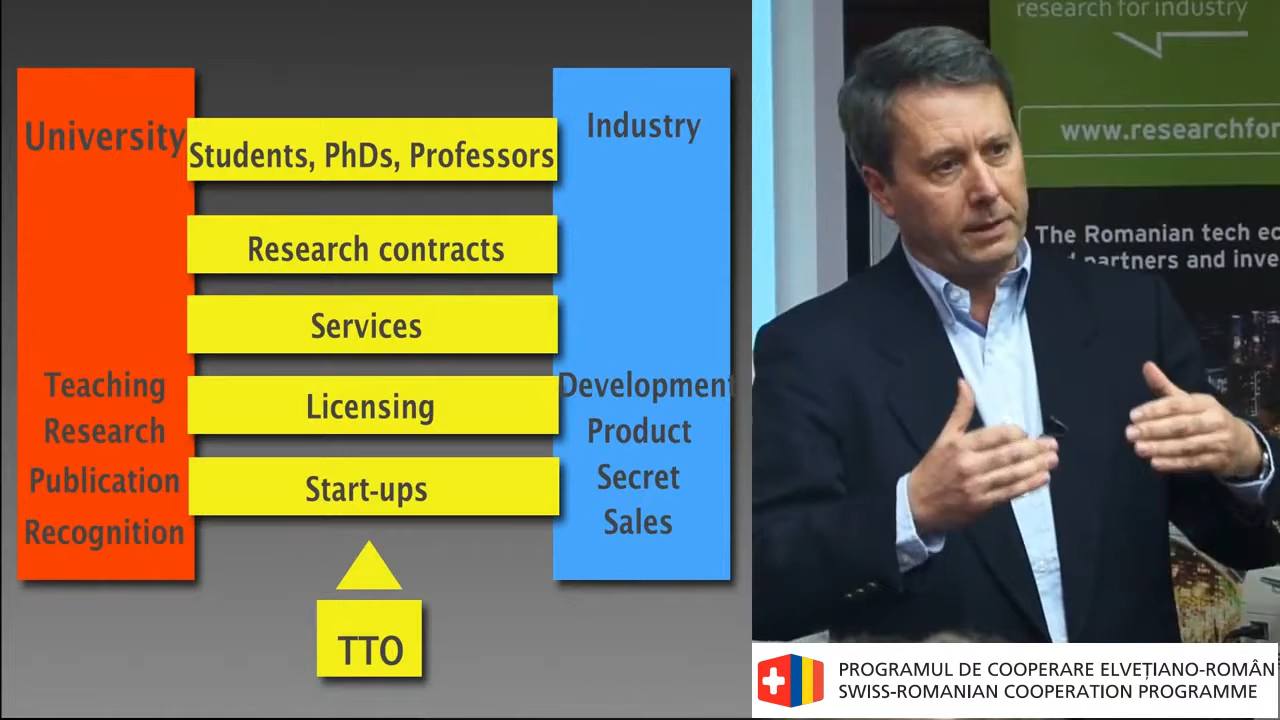 University
Students, PhDs, Professors
Industry
Research contracts
Services
Teaching
Research
Publication
Recognition
Licensing
Start-ups
Development
Product
Secret
Sales
TTO
research for industry
www.researchfor
The Romanian tech ec
partners and inve
PROGRAMUL DE COOPERARE ELVEȚIANO-ROMÂN
SWISS-ROMANIAN COOPERATION PROGRAMME